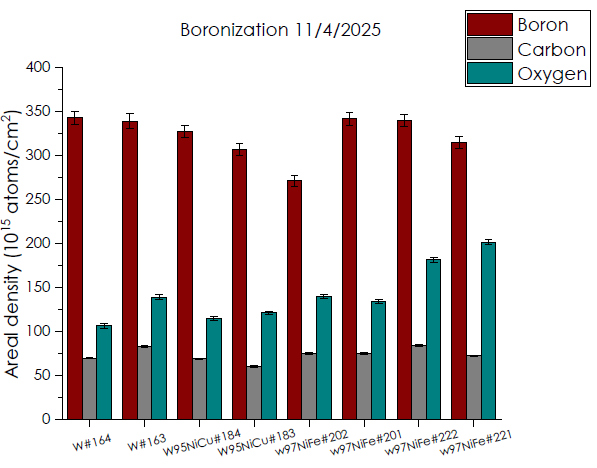 Boronization 11/4/2025
Boron
Carbon
Oxygen
Areal density (10¹⁵ atoms/cm²)
400
350
300
250
200
150
100
50
0
W#164
W#163
W95NiCu#184
W95NiCu#183
w97NiFe#202
w97NiFe#201
w97NiFe#222
w97NiFe#221